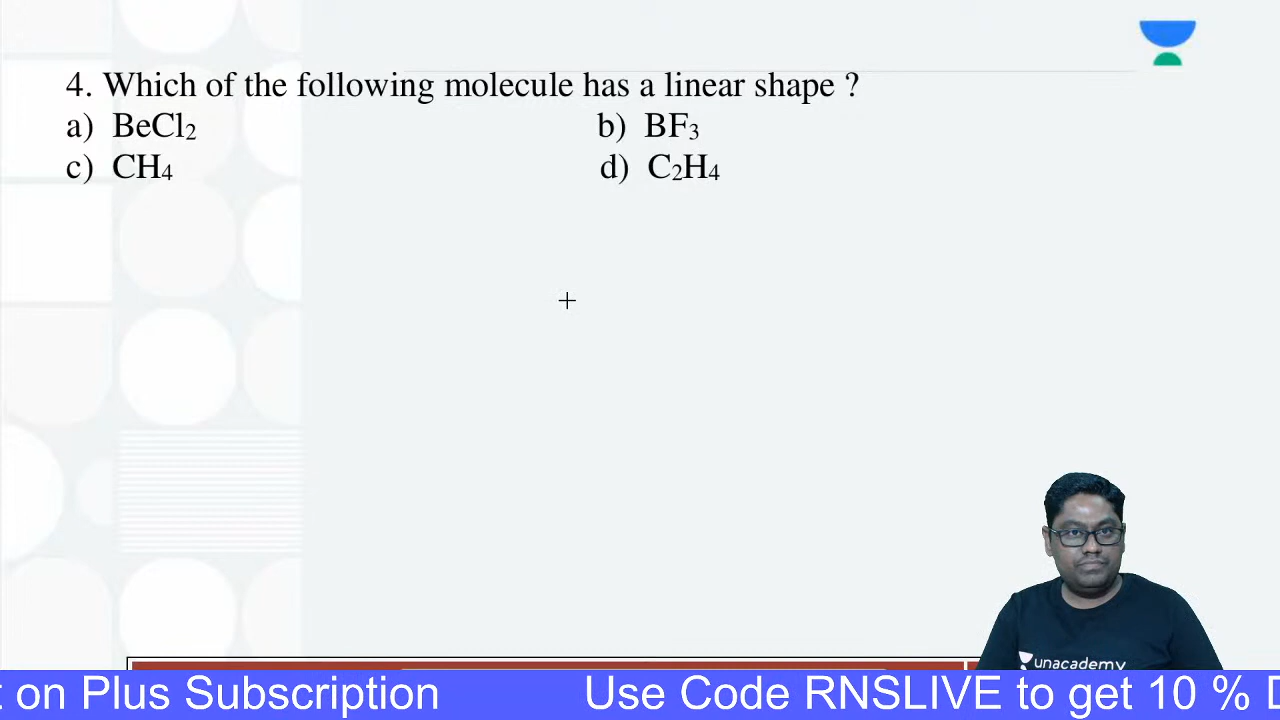 4. Which of the following molecule has a linear shape ?
a) BeCl₂ b) BF₃
c) CH₄ d) C₂H₄
unacademy
t on Plus Subscription Use Code RNSLIVE to get 10 % D